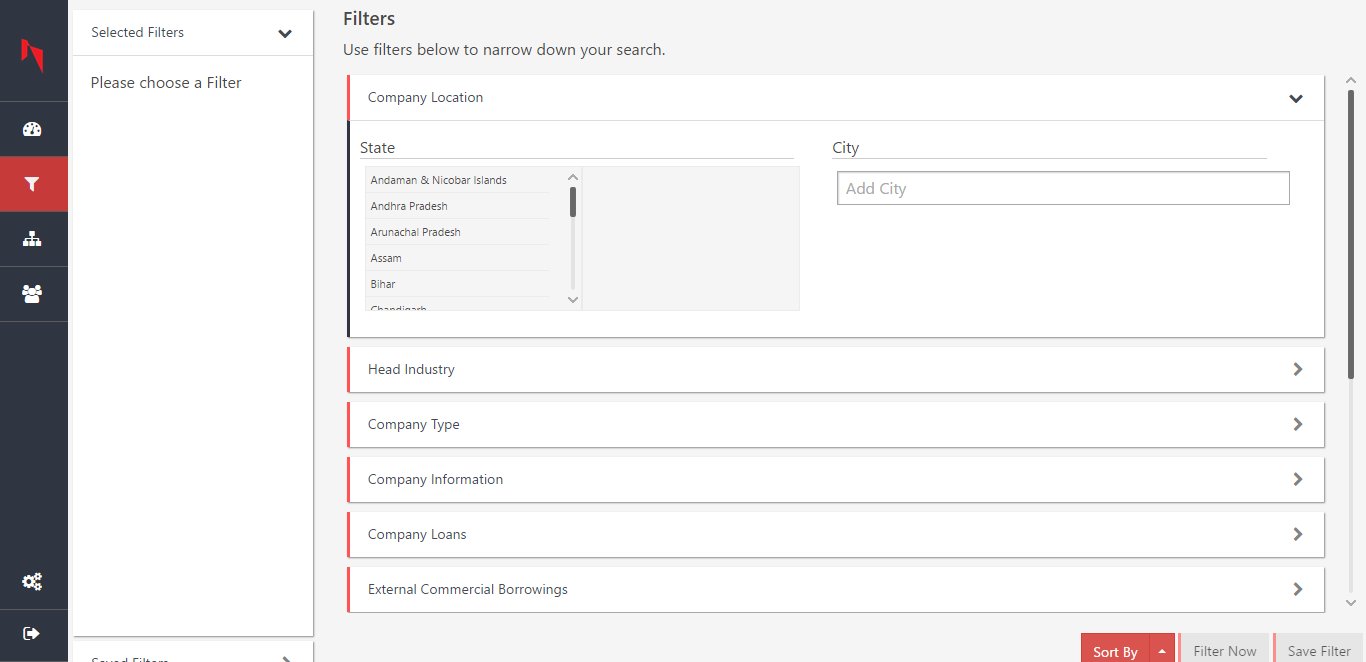 Selected Filters
Please choose a Filter
Saved Filters
Filters
Use filters below to narrow down your search.
Company Location
State
Andaman & Nicobar Islands
Andhra Pradesh
Arunachal Pradesh
Assam
Bihar
Chandigarh
City
Add City
Head Industry
Company Type
Company Information
Company Loans
External Commercial Borrowings
Sort By
Filter Now
Save Filter